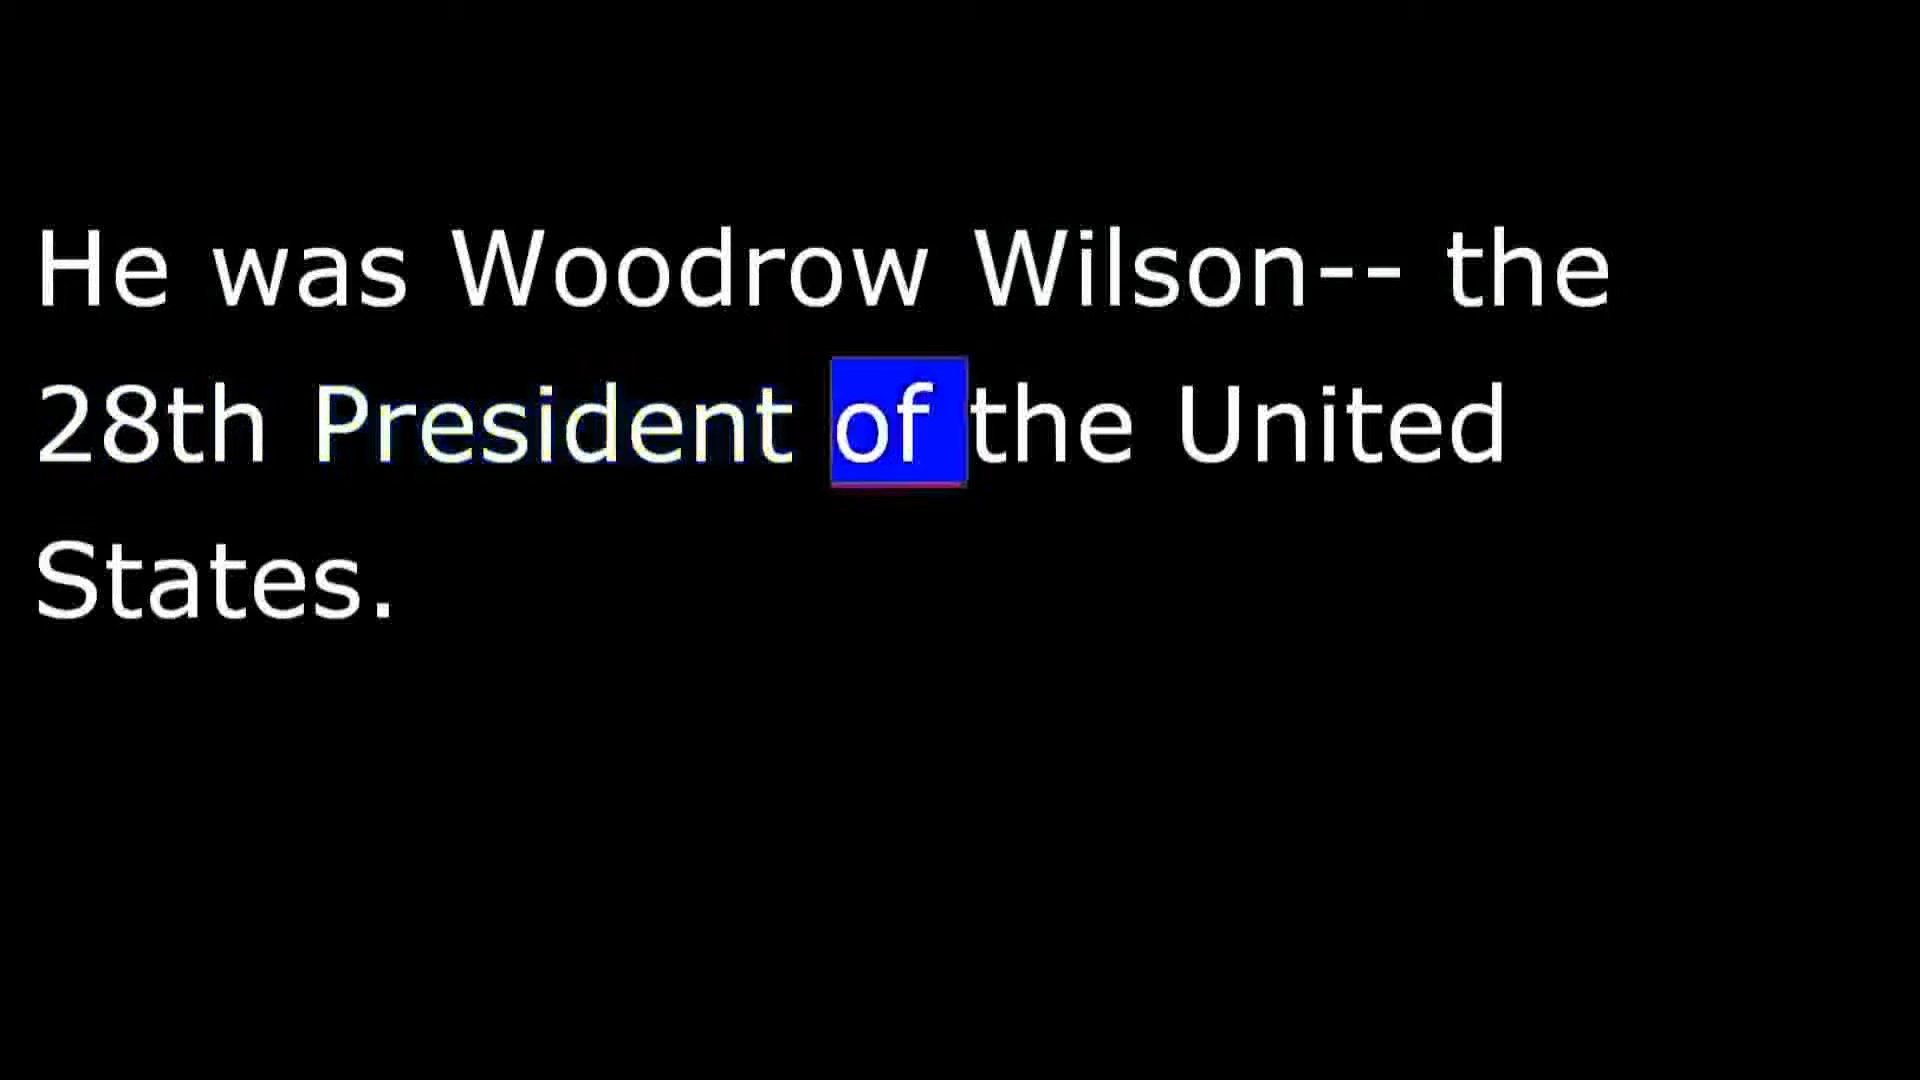 He was Woodrow Wilson-- the
28th President of the United
States.